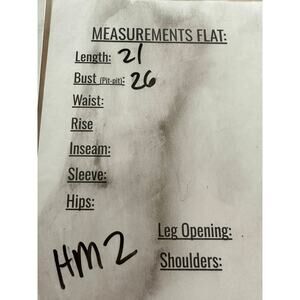 MEASUREMENTS FLAT:
Length: 21
Bust (Pit-pit): 26
Waist:
Rise
Inseam:
Sleeve:
Hips:
Leg Opening:
Shoulders:
HM2